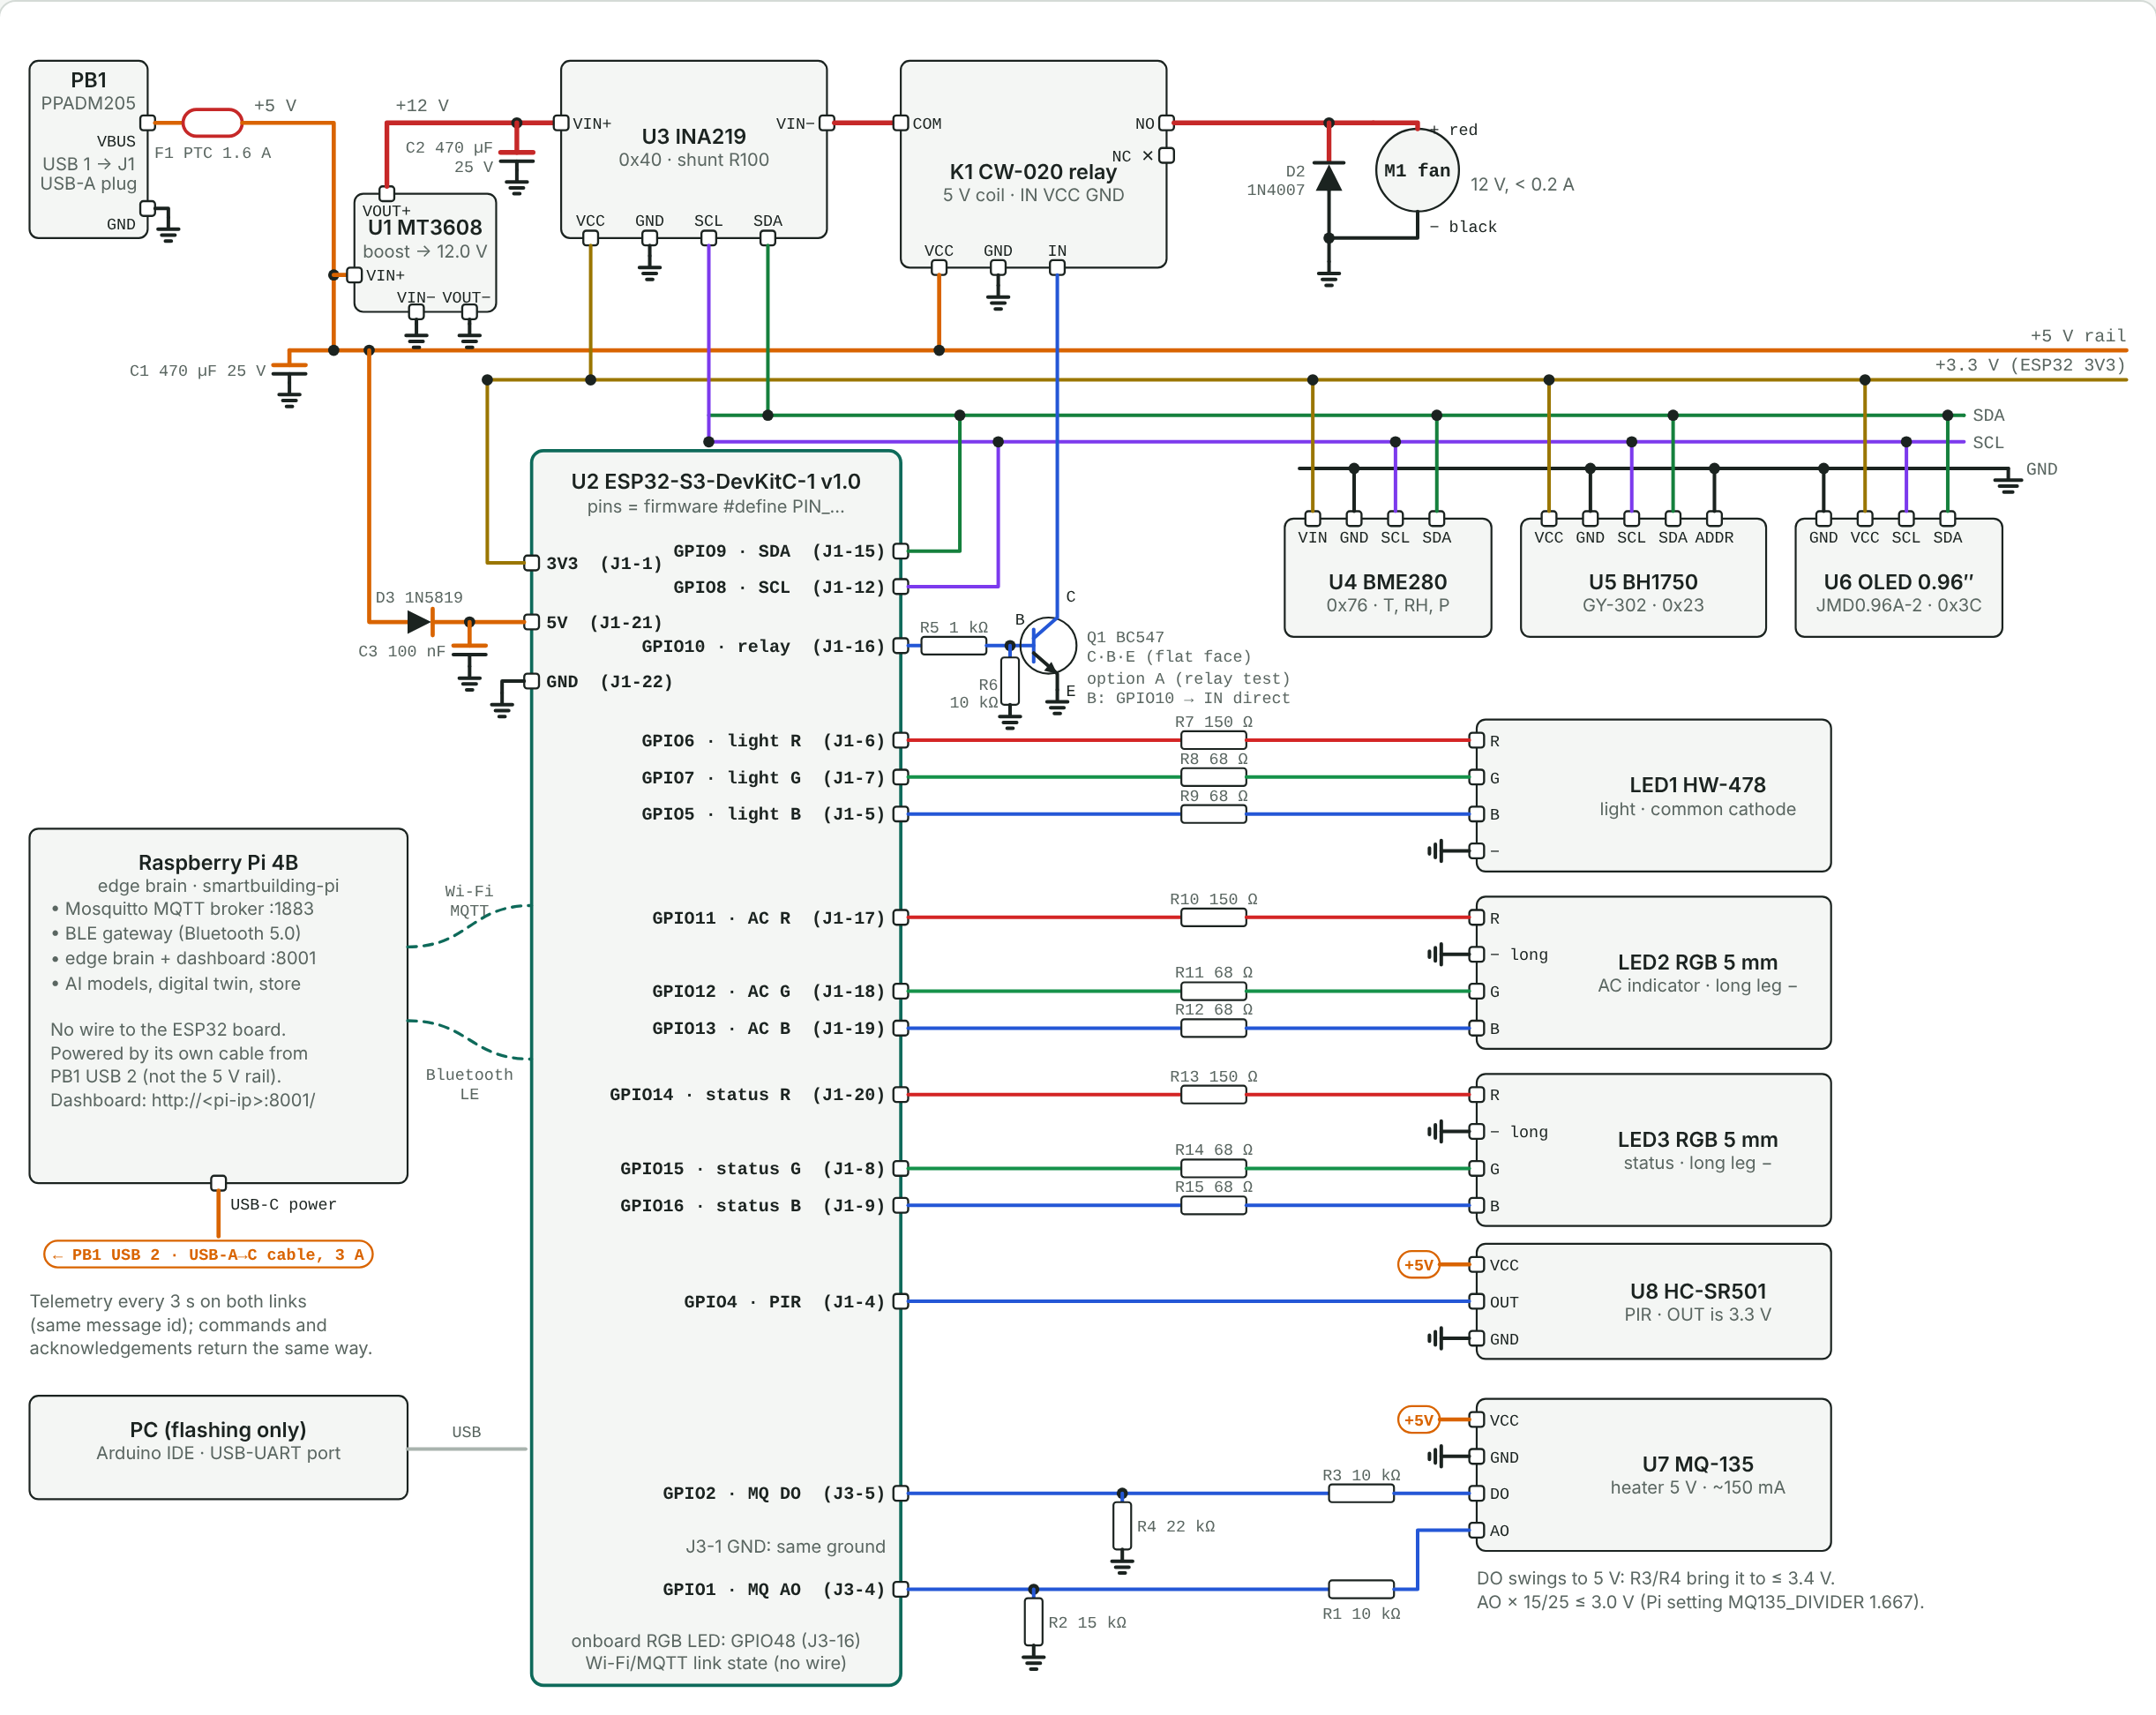 PB1
PPADM205
VBUS
USB 1 → J1
USB-A plug
GND
F1 PTC 1.6 A
+5 V
+12 V
C2 470 µF
25 V
VOUT+
U1 MT3608
boost → 12.0 V
VIN+
VIN− VOUT−
VIN+
U3 INA219
0x40 · shunt R100
VIN−
VCC GND SCL SDA
COM
K1 CW-020 relay
5 V coil · IN VCC GND
NO
NC ×
VCC GND IN
D2
1N4007
+ red
M1 fan
12 V, < 0.2 A
− black
+5 V rail
+3.3 V (ESP32 3V3)
C1 470 µF 25 V
SDA
SCL
GND
U2 ESP32-S3-DevKitC-1 v1.0
pins = firmware #define PIN_…
3V3 (J1-1)
5V (J1-21)
GND (J1-22)
D3 1N5819
C3 100 nF
GPIO9 · SDA (J1-15)
GPIO8 · SCL (J1-12)
GPIO10 · relay (J1-16)
R5 1 kΩ
R6
10 kΩ
B
C
E
Q1 BC547
C·B·E (flat face)
option A (relay test)
B: GPIO10 → IN direct
VIN GND SCL SDA
U4 BME280
0x76 · T, RH, P
VCC GND SCL SDA ADDR
U5 BH1750
GY-302 · 0x23
GND VCC SCL SDA
U6 OLED 0.96″
JMD0.96A-2 · 0x3C
GPIO6 · light R (J1-6)
R7 150 Ω
R
GPIO7 · light G (J1-7)
R8 68 Ω
G
GPIO5 · light B (J1-5)
R9 68 Ω
B
−
LED1 HW-478
light · common cathode
GPIO11 · AC R (J1-17)
R10 150 Ω
R
− long
GPIO12 · AC G (J1-18)
R11 68 Ω
G
GPIO13 · AC B (J1-19)
R12 68 Ω
B
LED2 RGB 5 mm
AC indicator · long leg −
GPIO14 · status R (J1-20)
R13 150 Ω
R
− long
GPIO15 · status G (J1-8)
R14 68 Ω
G
GPIO16 · status B (J1-9)
R15 68 Ω
B
LED3 RGB 5 mm
status · long leg −
GPIO4 · PIR (J1-4)
+5V
VCC
OUT
GND
U8 HC-SR501
PIR · OUT is 3.3 V
+5V
VCC
GND
DO
AO
U7 MQ-135
heater 5 V · ~150 mA
GPIO2 · MQ DO (J3-5)
R3 10 kΩ
R4 22 kΩ
J3-1 GND: same ground
GPIO1 · MQ AO (J3-4)
R1 10 kΩ
R2 15 kΩ
DO swings to 5 V: R3/R4 bring it to ≤ 3.4 V.
AO × 15/25 ≤ 3.0 V (Pi setting MQ135_DIVIDER 1.667).
onboard RGB LED: GPIO48 (J3-16)
Wi-Fi/MQTT link state (no wire)
Raspberry Pi 4B
edge brain · smartbuilding-pi
• Mosquitto MQTT broker :1883
• BLE gateway (Bluetooth 5.0)
• edge brain + dashboard :8001
• AI models, digital twin, store
No wire to the ESP32 board.
Powered by its own cable from
PB1 USB 2 (not the 5 V rail).
Dashboard: http://<pi-ip>:8001/
Wi-Fi
MQTT
Bluetooth
LE
USB-C power
← PB1 USB 2 · USB-A→C cable, 3 A
Telemetry every 3 s on both links
(same message id); commands and
acknowledgements return the same way.
PC (flashing only)
Arduino IDE · USB-UART port
USB